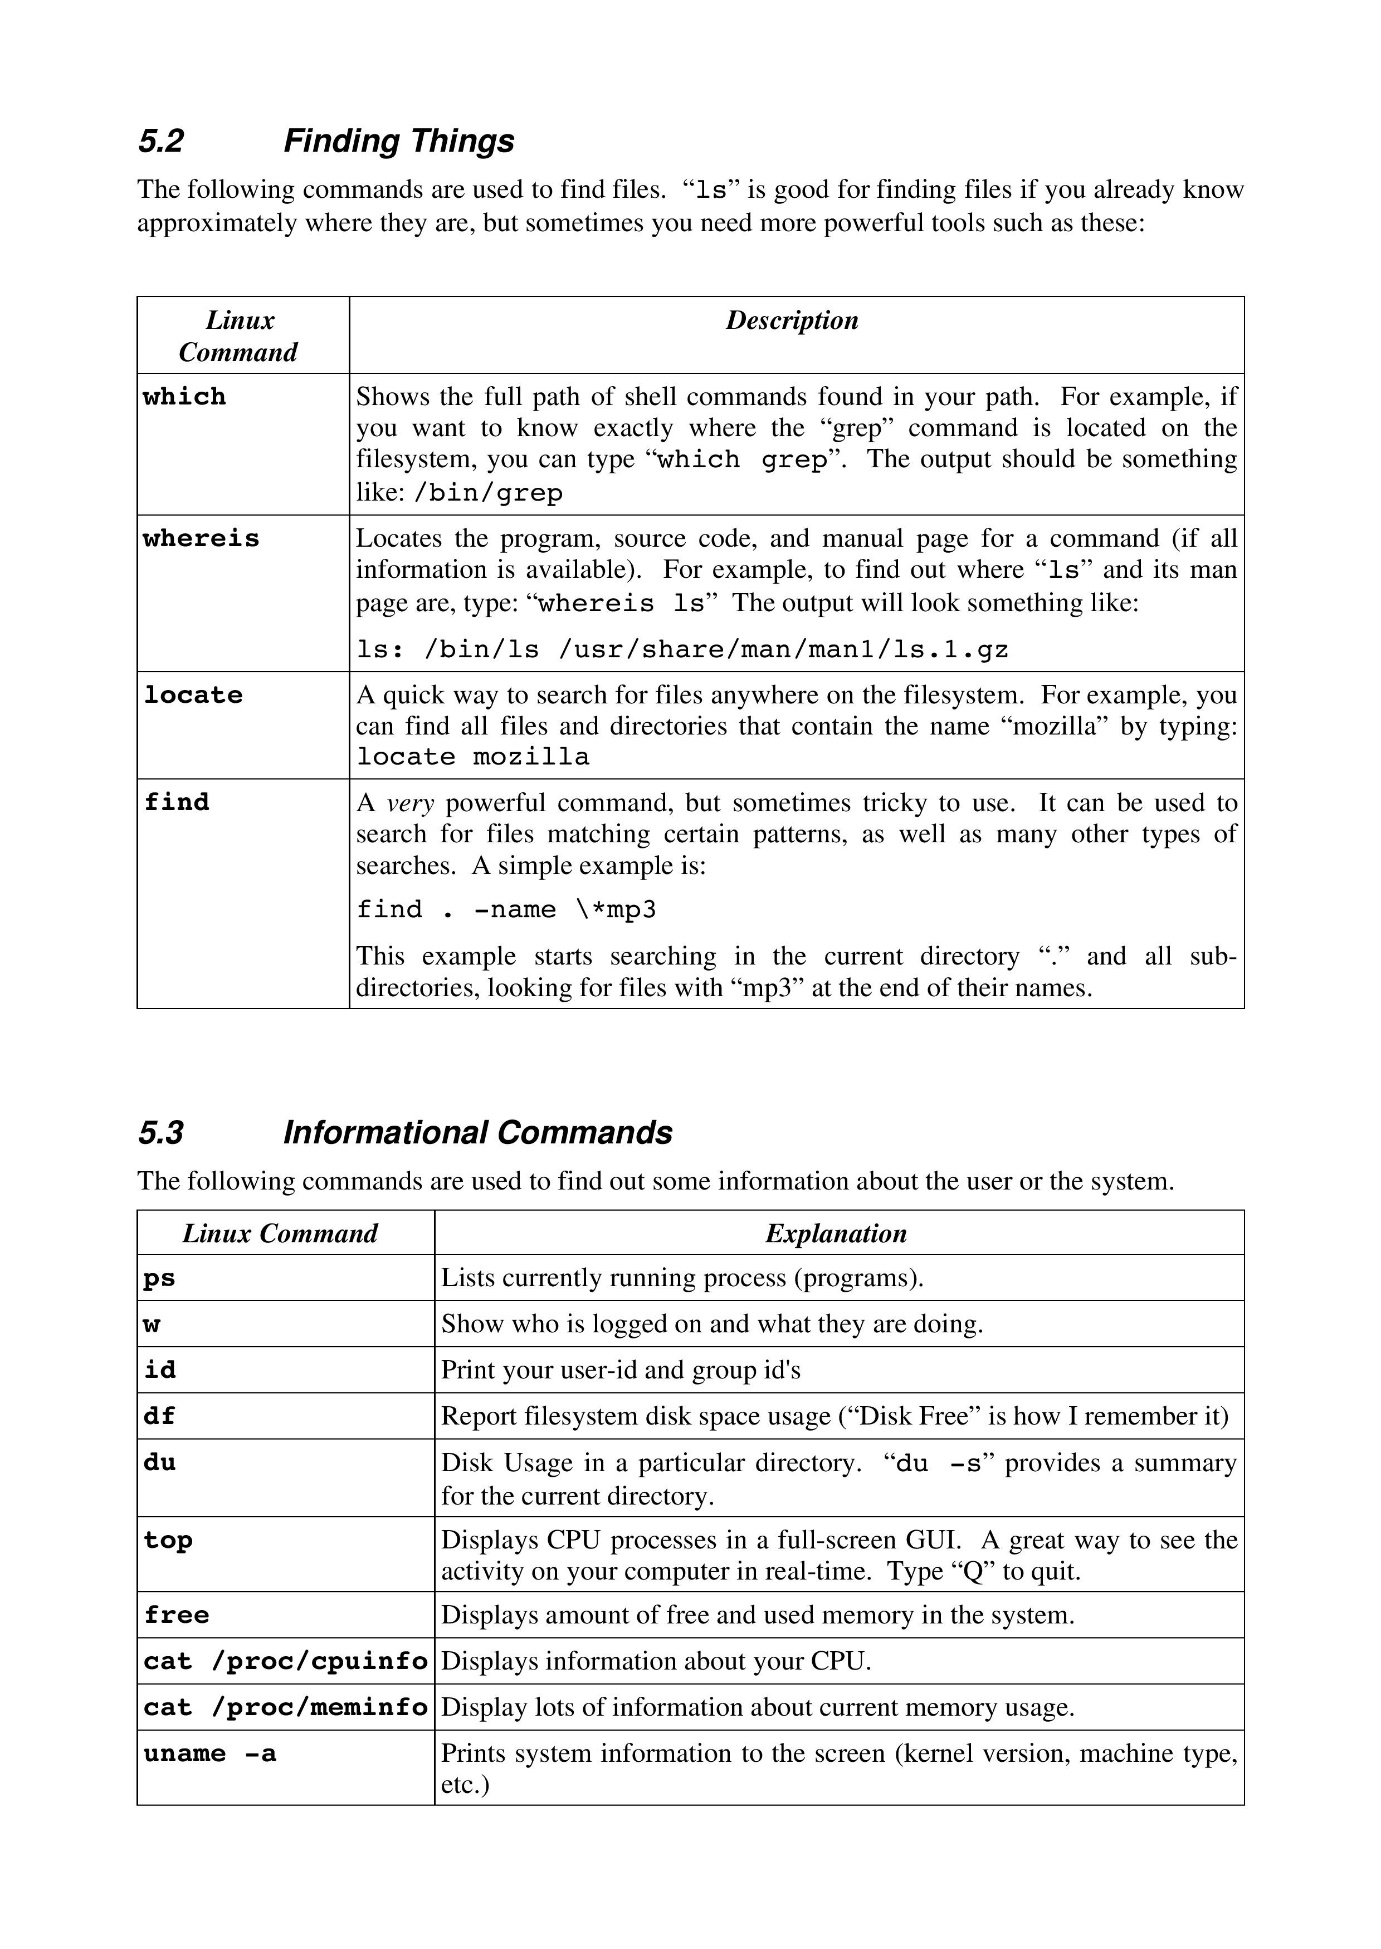 5.2 Finding Things
The following commands are used to find files. “ls” is good for finding files if you already know
approximately where they are, but sometimes you need more powerful tools such as these:
Linux
Command
Description
which
Shows the full path of shell commands found in your path. For example, if
you want to know exactly where the “grep” command is located on the
filesystem, you can type “which grep”. The output should be something
like: /bin/grep
whereis
Locates the program, source code, and manual page for a command (if all
information is available). For example, to find out where “ls” and its man
page are, type: “whereis ls” The output will look something like:
ls: /bin/ls /usr/share/man/man1/ls.1.gz
locate
A quick way to search for files anywhere on the filesystem. For example, you
can find all files and directories that contain the name “mozilla” by typing:
locate mozilla
find
A very powerful command, but sometimes tricky to use. It can be used to
search for files matching certain patterns, as well as many other types of
searches. A simple example is:
find . -name \*mp3
This example starts searching in the current directory “.” and all sub-
directories, looking for files with “mp3” at the end of their names.
5.3 Informational Commands
The following commands are used to find out some information about the user or the system.
Linux Command Explanation
ps Lists currently running process (programs).
w Show who is logged on and what they are doing.
id Print your user-id and group id's
df Report filesystem disk space usage (“Disk Free” is how I remember it)
du Disk Usage in a particular directory. “du -s” provides a summary
for the current directory.
top Displays CPU processes in a full-screen GUI. A great way to see the
activity on your computer in real-time. Type “Q” to quit.
free Displays amount of free and used memory in the system.
cat /proc/cpuinfo Displays information about your CPU.
cat /proc/meminfo Display lots of information about current memory usage.
uname -a Prints system information to the screen (kernel version, machine type,
etc.)